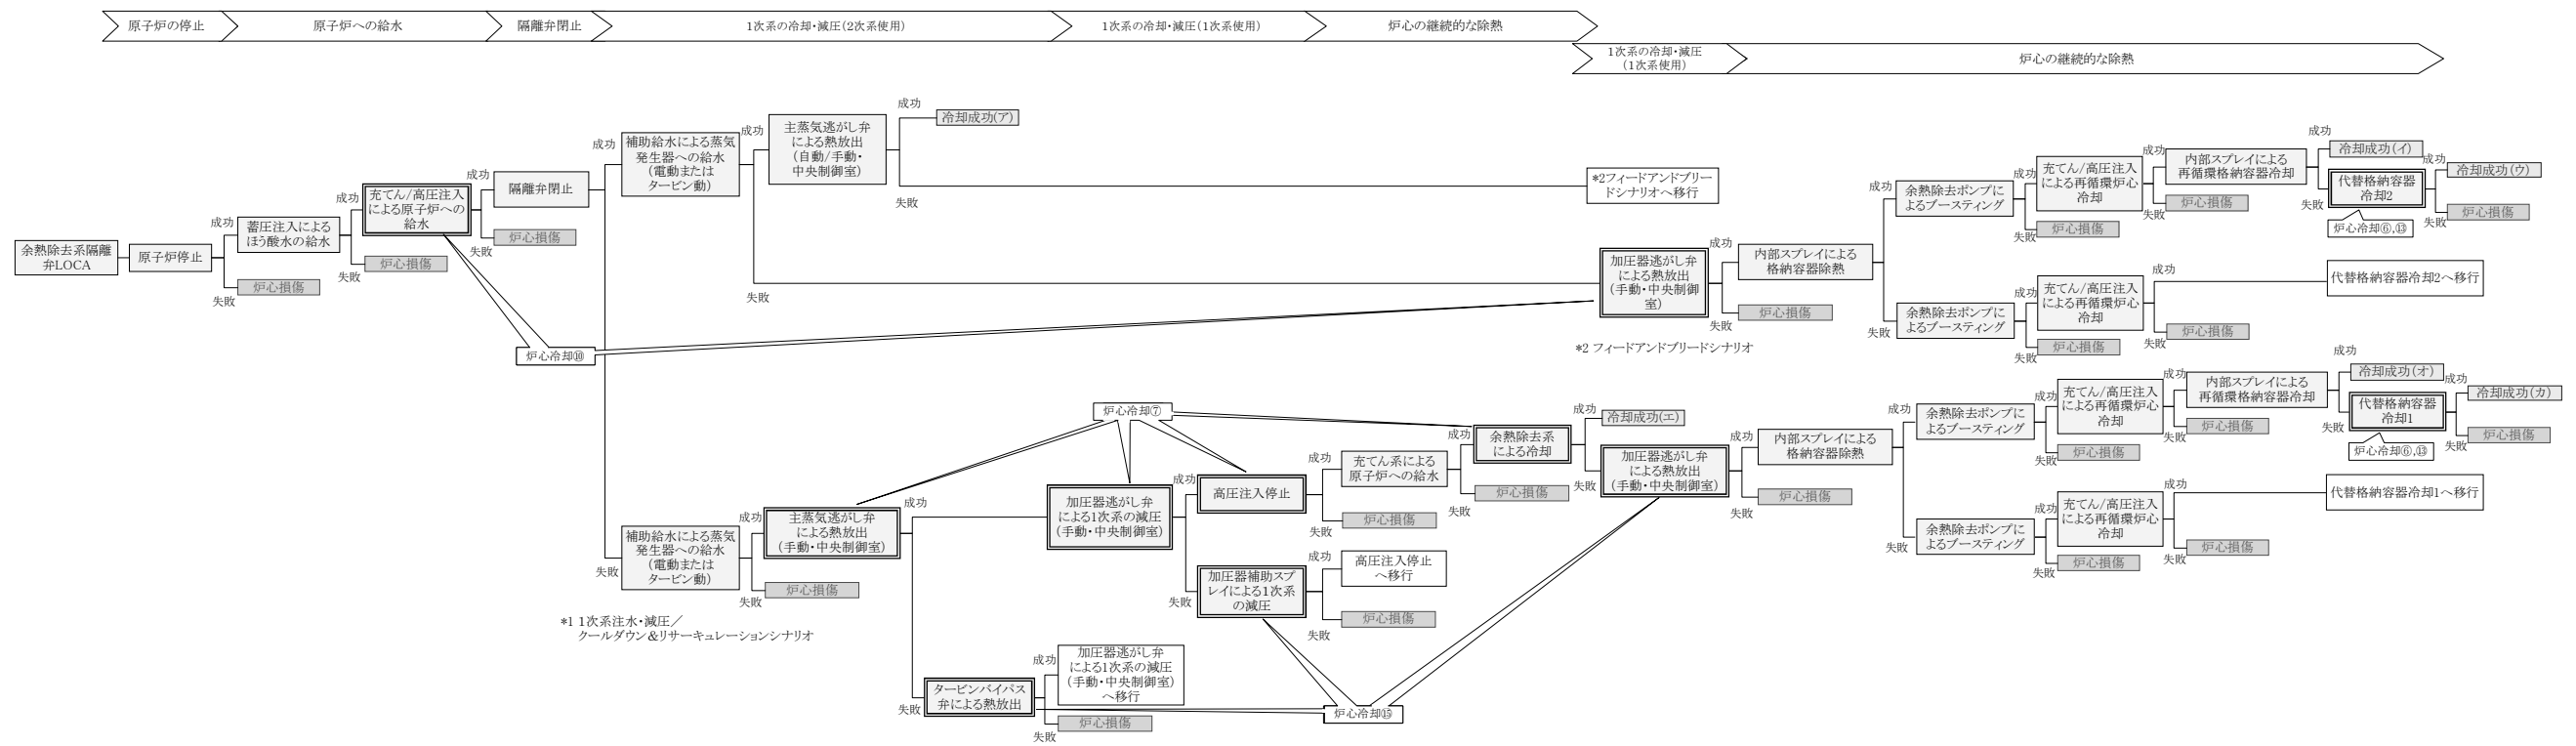 原子炉の停止
原子炉への給水
隔離弁閉止
1次系の冷却・減圧(2次系使用)
1次系の冷却・減圧(1次系使用)
炉心の継続的な除熱
1次系の冷却・減圧
(1次系使用)
炉心の継続的な除熱
余熱除去系隔離
弁LOCA
原子炉停止
成功
失敗
蓄圧注入による
ほう酸水の給水
炉心損傷
成功
失敗
充てん/高圧注入
による原子炉への
給水
炉心損傷
成功
失敗
隔離弁閉止
炉心損傷
炉心冷却⑩
成功
失敗
補助給水による蒸気
発生器への給水
(電動または
タービン動)
成功
失敗
主蒸気逃がし弁
による熱放出
(自動/手動・
中央制御室)
成功
失敗
冷却成功(ア)
*2フィードアンドブリー
ドシナリオへ移行
加圧器逃がし弁
による熱放出
(手動・中央制御
室)
*2 フィードアンドブリードシナリオ
成功
失敗
内部スプレイによる
格納容器除熱
炉心損傷
成功
失敗
余熱除去ポンプに
よるブースティング
成功
失敗
充てん/高圧注入
による再循環炉心
冷却
炉心損傷
成功
失敗
内部スプレイによる
再循環格納容器冷却
炉心損傷
成功
失敗
冷却成功(イ)
代替格納容器
冷却2
炉心冷却⑥,⑬
成功
失敗
冷却成功(ウ)
炉心損傷
余熱除去ポンプに
よるブースティング
成功
失敗
充てん/高圧注入
による再循環炉心
冷却
炉心損傷
成功
失敗
代替格納容器冷却2へ移行
炉心損傷
補助給水による蒸気
発生器への給水
(電動または
タービン動)
*1 1次系注水・減圧/
クールダウン&リサーキュレーションシナリオ
成功
失敗
主蒸気逃がし弁
による熱放出
(手動・中央制御室)
炉心損傷
炉心冷却⑦
成功
失敗
加圧器逃がし弁
による1次系の減圧
(手動・中央制御室)
成功
失敗
高圧注入停止
成功
失敗
充てん系による
原子炉への給水
炉心損傷
成功
失敗
余熱除去系
による冷却
炉心損傷
成功
失敗
冷却成功(エ)
加圧器逃がし弁
による熱放出
(手動・中央制御室)
成功
失敗
内部スプレイによる
格納容器除熱
炉心損傷
成功
失敗
余熱除去ポンプに
よるブースティング
成功
失敗
充てん/高圧注入
による再循環炉心
冷却
炉心損傷
成功
失敗
内部スプレイによる
再循環格納容器冷却
炉心損傷
成功
失敗
冷却成功(オ)
代替格納容器
冷却1
炉心冷却⑥,⑬
成功
失敗
冷却成功(カ)
炉心損傷
余熱除去ポンプに
よるブースティング
成功
失敗
充てん/高圧注入
による再循環炉心
冷却
炉心損傷
成功
失敗
代替格納容器冷却1へ移行
炉心損傷
加圧器補助スプ
レイによる1次系
の減圧
成功
失敗
高圧注入停止
へ移行
炉心損傷
タービンバイパス
弁による熱放出
成功
失敗
加圧器逃がし弁
による1次系の減圧
(手動・中央制御室)
へ移行
炉心損傷
炉心冷却⑮